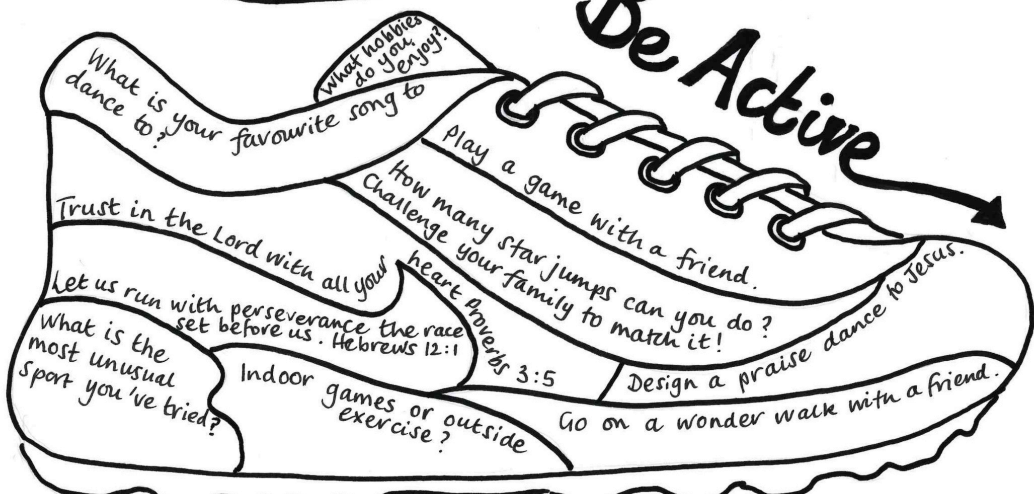 Be Active
What hobbies
do you
enjoy?
What is your favourite song to
dance to?
Play a game with a friend.
How many star jumps can you do?
Challenge your family to match it!
Trust in the Lord with all your heart Proverbs 3:5
Let us run with perseverance the race
set before us. Hebrews 12:1
Design a praise dance to Jesus.
What is the
most unusual
sport you've tried?
Indoor
games or outside
exercise?
Go on a wonder walk with a friend.